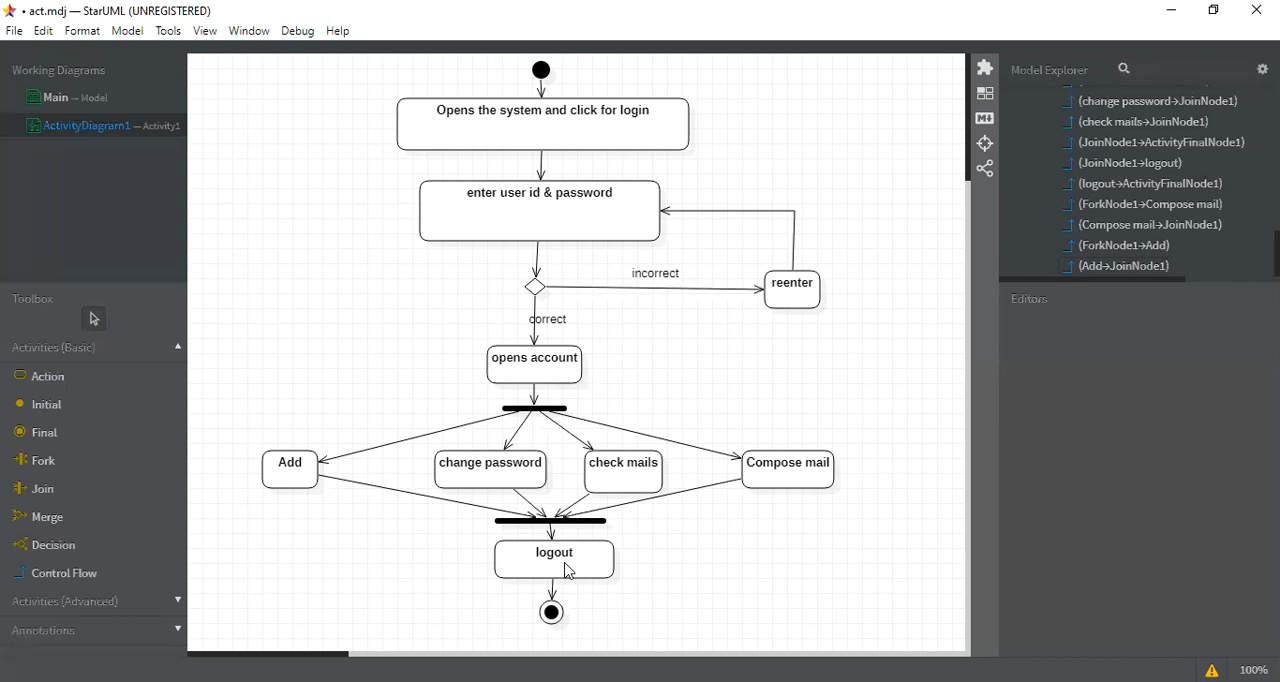 • act.mdj — StarUML (UNREGISTERED)
File Edit Format Model Tools View Window Debug Help
Working Diagrams
Main — Model
ActivityDiagram1 — Activity1
Toolbox
Activities (Basic)
Action
Initial
Final
Fork
Join
Merge
Decision
Control Flow
Activities (Advanced)
Annotations
Opens the system and click for login
enter user id & password
incorrect
reenter
correct
opens account
Add
change password
check mails
Compose mail
logout
Model Explorer
(change password→JoinNode1)
(check mails→JoinNode1)
(JoinNode1→ActivityFinalNode1)
(JoinNode1→logout)
(logout→ActivityFinalNode1)
(ForkNode1→Compose mail)
(Compose mail→JoinNode1)
(ForkNode1→Add)
(Add→JoinNode1)
Editors
100%